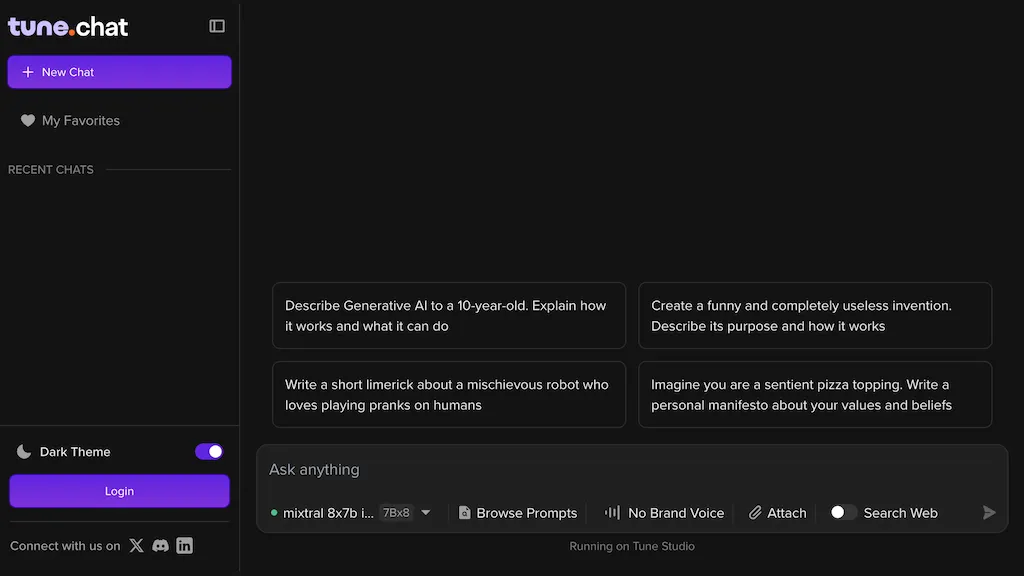 tune.chat
New Chat
My Favorites
RECENT CHATS
Describe Generative AI to a 10-year-old. Explain how
it works and what it can do
Create a funny and completely useless invention.
Describe its purpose and how it works
Write a short limerick about a mischievous robot who
loves playing pranks on humans
Imagine you are a sentient pizza topping. Write a
personal manifesto about your values and beliefs
Dark Theme
Login
Connect with us on
Ask anything
mixtral 8x7b i... 7Bx8 Browse Prompts No Brand Voice Attach Search Web
Running on Tune Studio